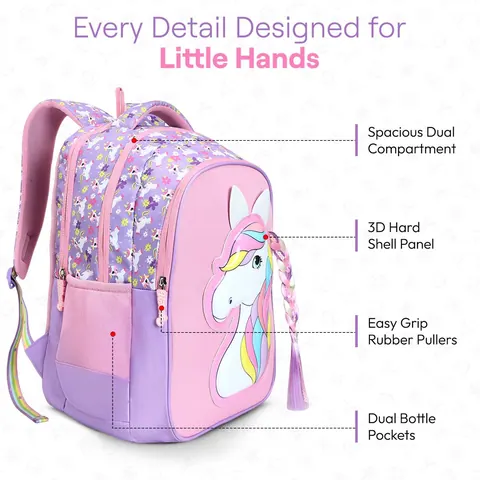 Every Detail Designed for
Little Hands
Spacious Dual
Compartment
3D Hard
Shell Panel
Easy Grip
Rubber Pullers
Dual Bottle
Pockets